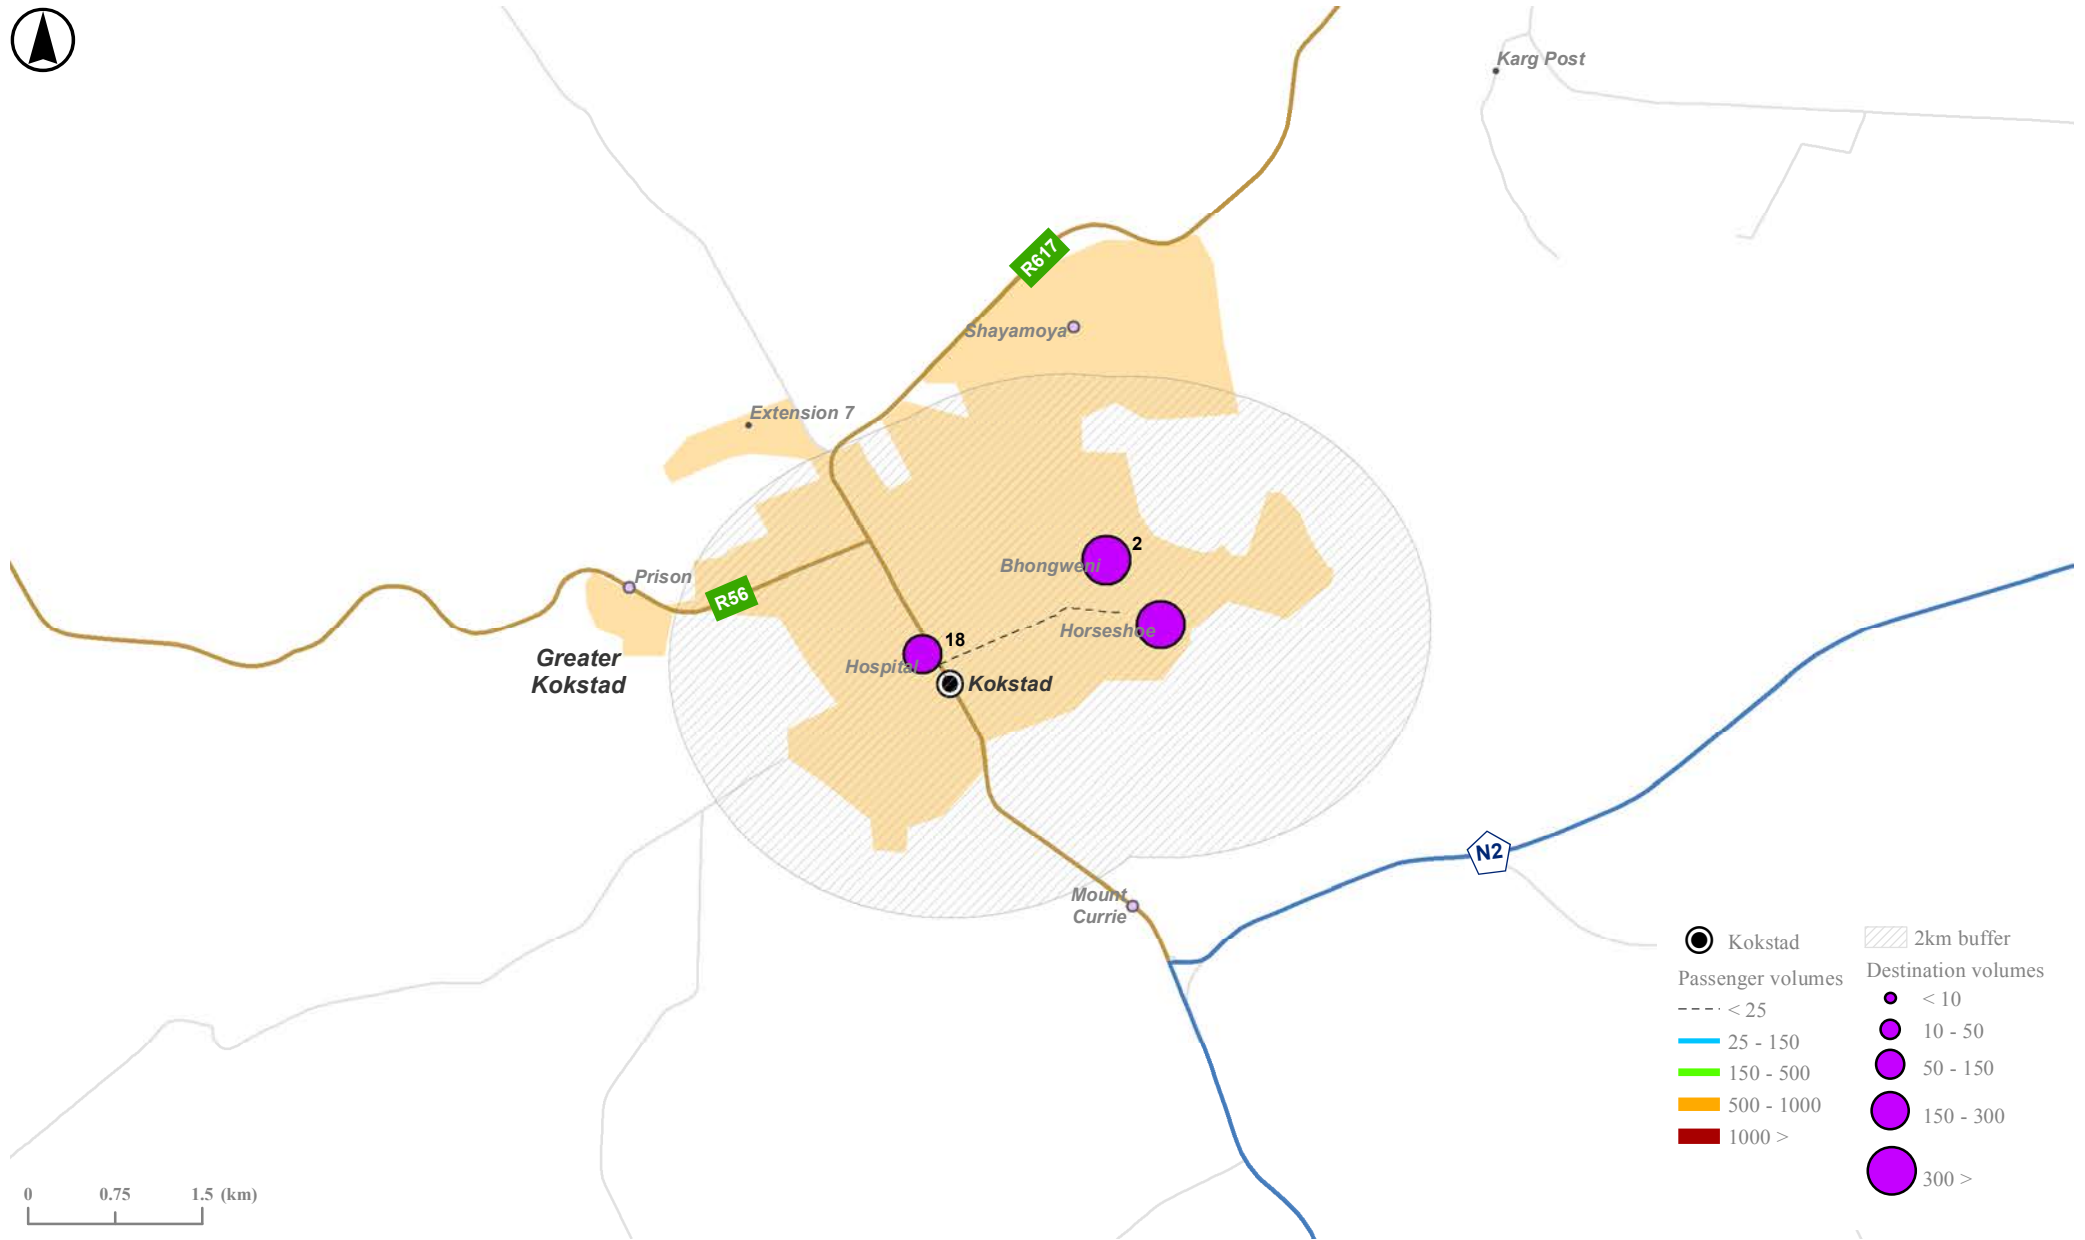 Karg Post
R617
Shayamoya
Extension 7
2
Bhongweni
Prison
R56
Horseshoe
18
Greater
Kokstad
Hospital
Kokstad
N2
Mount
Currie
Kokstad
2km buffer
Passenger volumes
Destination volumes
< 25
< 10
25 - 150
10 - 50
150 - 500
50 - 150
500 - 1000
150 - 300
1000 >
300 >
0 0.75 1.5 (km)